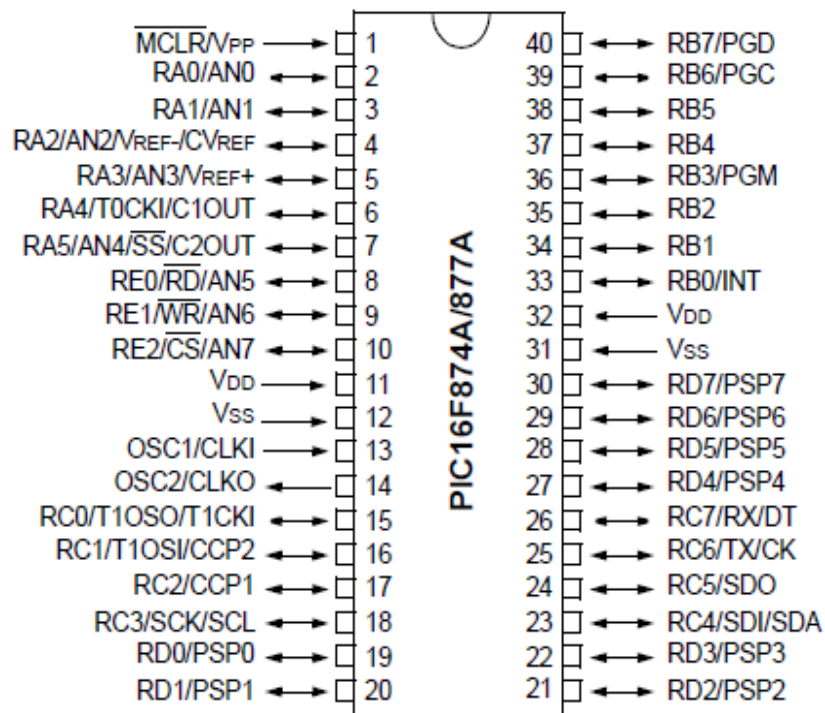 MCLR/VPP 1 40 RB7/PGD
RA0/AN0 2 39 RB6/PGC
RA1/AN1 3 38 RB5
RA2/AN2/VREF-/CVREF 4 37 RB4
RA3/AN3/VREF+ 5 36 RB3/PGM
RA4/T0CKI/C1OUT 6 35 RB2
RA5/AN4/SS/C2OUT 7 34 RB1
RE0/RD/AN5 8 33 RB0/INT
RE1/WR/AN6 9 32 VDD
RE2/CS/AN7 10 31 VSS
VDD 11 30 RD7/PSP7
VSS 12 29 RD6/PSP6
OSC1/CLKI 13 28 RD5/PSP5
OSC2/CLKO 14 27 RD4/PSP4
RC0/T1OSO/T1CKI 15 26 RC7/RX/DT
RC1/T1OSI/CCP2 16 25 RC6/TX/CK
RC2/CCP1 17 24 RC5/SDO
RC3/SCK/SCL 18 23 RC4/SDI/SDA
RD0/PSP0 19 22 RD3/PSP3
RD1/PSP1 20 21 RD2/PSP2
PIC16F874A/877A